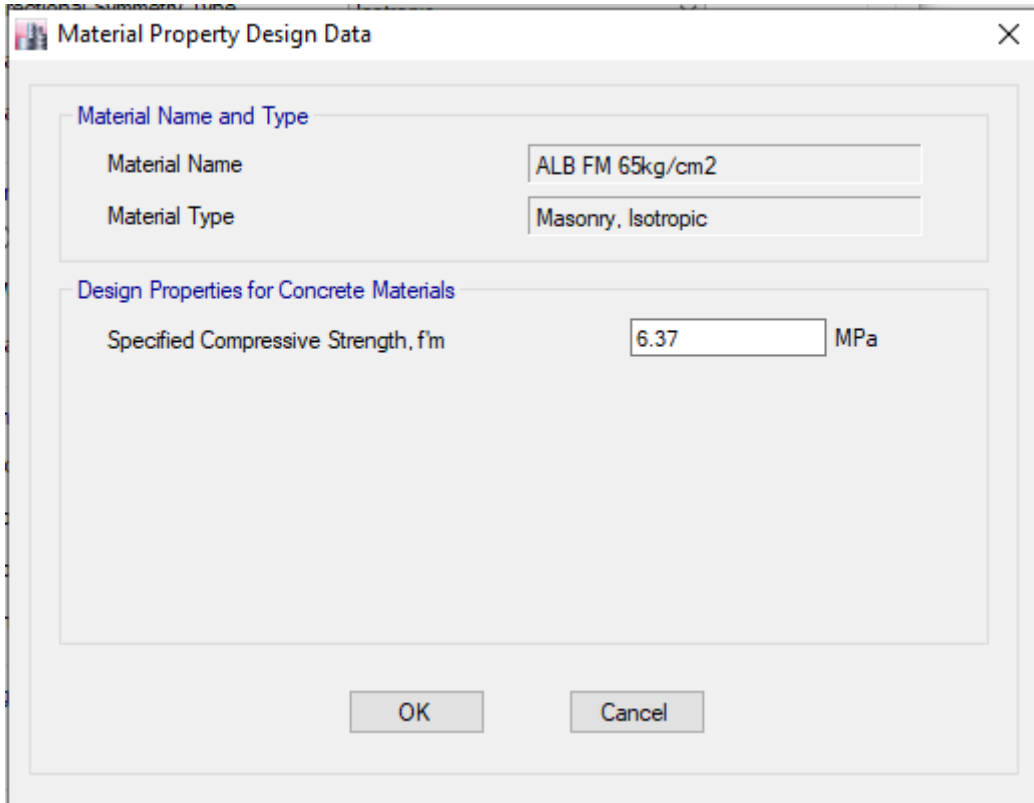 Material Property Design Data
Material Name and Type
Material Name ALB FM 65kg/cm2
Material Type Masonry, Isotropic
Design Properties for Concrete Materials
Specified Compressive Strength, f'm 6.37 MPa
OK Cancel